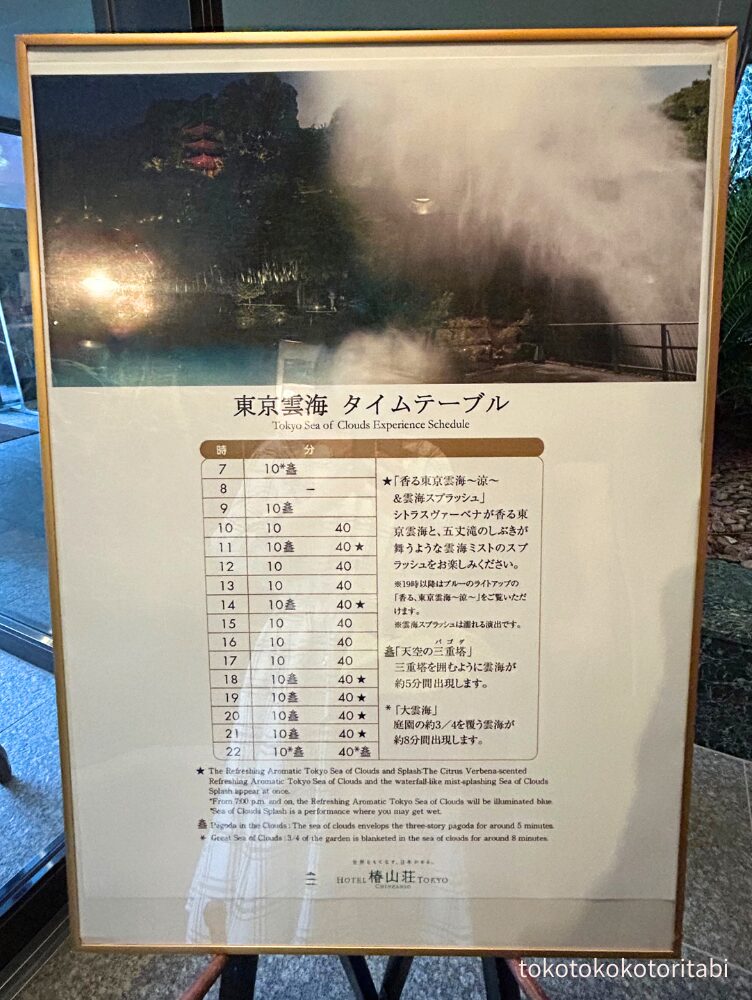 東京雲海 タイムテーブル
Tokyo Sea of Clouds Experience Schedule
時 分
7 10*
8 –
9 10
10 10 40
11 10 40★
12 10 40
13 10 40
14 10 40★
15 10 40
16 10 40
17 10 40
18 10 40★
19 10 40★
20 10 40★
21 10 40★
22 10* 40*
★「香る東京雲海〜涼〜
&雲海スプラッシュ」
シトラスヴァーベナが香る東
京雲海と、五丈滝のしぶきが
舞うような雲海ミストのスプ
ラッシュをお楽しみください。
※19時以降はブルーのライトアップの
「香る、東京雲海〜涼〜」をご覧いただ
けます。
※雲海スプラッシュは濡れる演出です。
パゴダ
「天空の三重塔」
三重塔を囲むように雲海が
約5分間出現します。
*「大雲海」
庭園の約3/4を覆う雲海が
約8分間出現します。
★ The Refreshing Aromatic Tokyo Sea of Clouds and Splash:The Citrus Verbena-scented
Refreshing Aromatic Tokyo Sea of Clouds and the waterfall-like mist-splashing Sea of Clouds
Splash appear at once.
*From 7:00 p.m. and on, the Refreshing Aromatic Tokyo Sea of Clouds will be illuminated blue.
*Sea of Clouds Splash is a performance where you may get wet.
Pagoda in the Clouds : The sea of clouds envelops the three-story pagoda for around 5 minutes.
* Great Sea of Clouds : 3/4 of the garden is blanketed in the sea of clouds for around 8 minutes.
世界をもてなす、日本がある。
HOTEL 椿山荘 TOKYO
CHINZANSO
tokotokokotoritabi